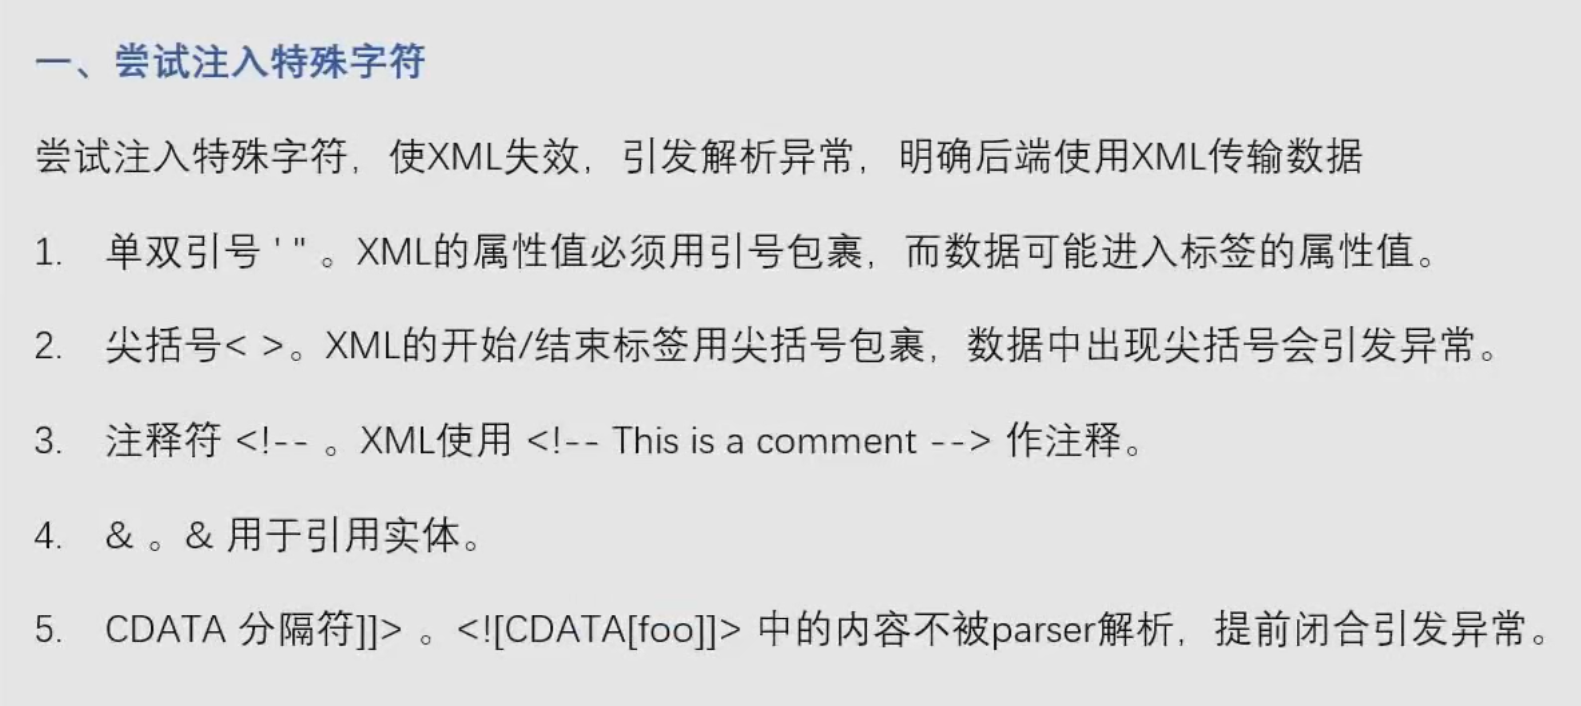 一、尝试注入特殊字符
尝试注入特殊字符，使XML失效，引发解析异常，明确后端使用XML传输数据
1. 单双引号 ' " 。XML的属性值必须用引号包裹，而数据可能进入标签的属性值。
2. 尖括号< >。XML的开始/结束标签用尖括号包裹，数据中出现尖括号会引发异常。
3. 注释符 <!-- 。XML使用 <!-- This is a comment --> 作注释。
4. & 。& 用于引用实体。
5. CDATA 分隔符]]> 。<![CDATA[foo]]> 中的内容不被parser解析，提前闭合引发异常。